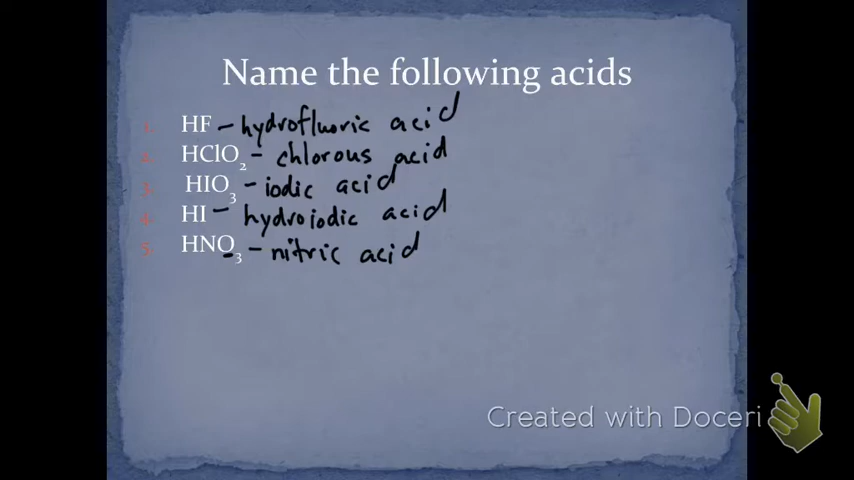 Name the following acids
1. HF - hydrofluoric acid
2. HClO₂ - chlorous acid
3. HIO₃ - iodic acid
4. HI - hydroiodic acid
5. HNO₃ - nitric acid
Created with Doceri